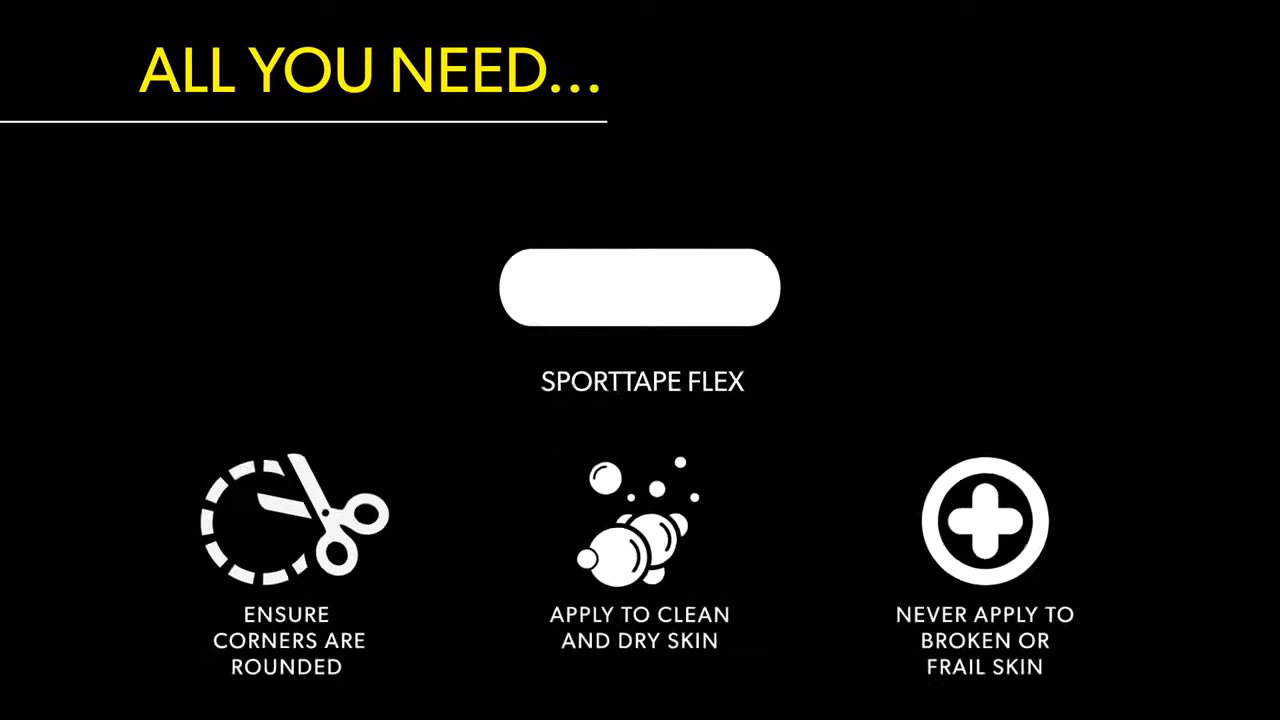 ALL YOU NEED...
SPORTTAPE FLEX
ENSURE
CORNERS ARE
ROUNDED
APPLY TO CLEAN
AND DRY SKIN
NEVER APPLY TO
BROKEN OR
FRAIL SKIN